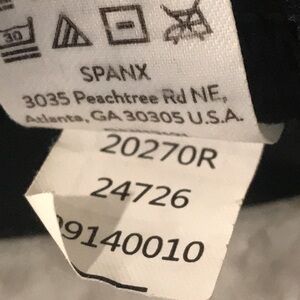 30
SPANX
3035 Peachtree Rd NE,
Atlanta, GA 30305 U.S.A.
20270R
24726
9140010